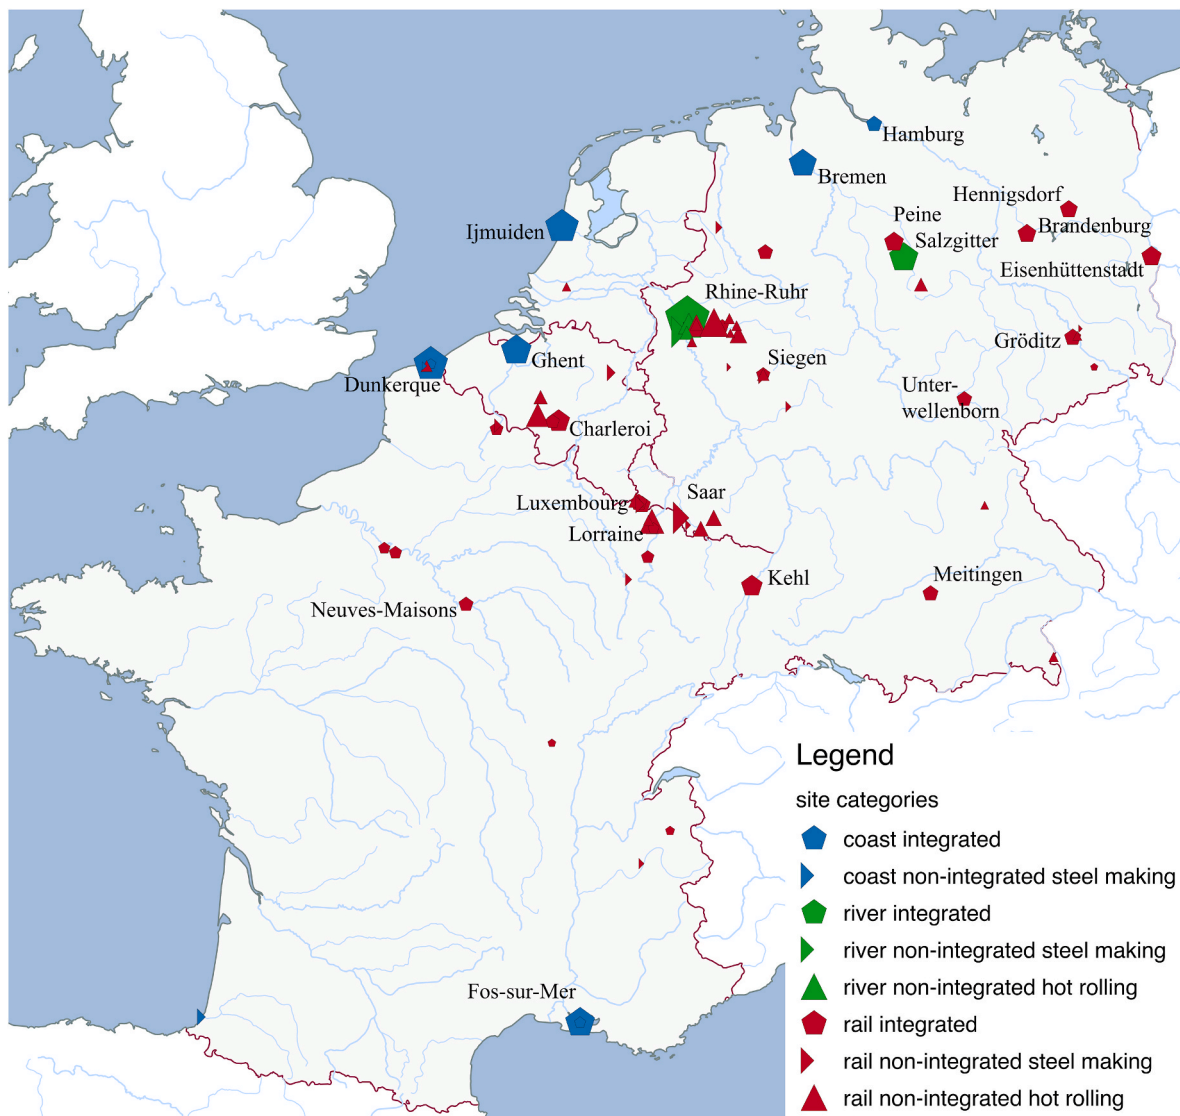 Hamburg
Bremen
Hennigsdorf
Peine
Brandenburg
Ijmuiden
Salzgitter
Eisenhüttenstadt
Rhine-Ruhr
Gröditz
Ghent
Siegen
Dunkerque
Unter-
wellenborn
Charleroi
Saar
Luxembourg
Lorraine
Kehl
Meitingen
Neuves-Maisons
Fos-sur-Mer
Legend
site categories
coast integrated
coast non-integrated steel making
river integrated
river non-integrated steel making
river non-integrated hot rolling
rail integrated
rail non-integrated steel making
rail non-integrated hot rolling